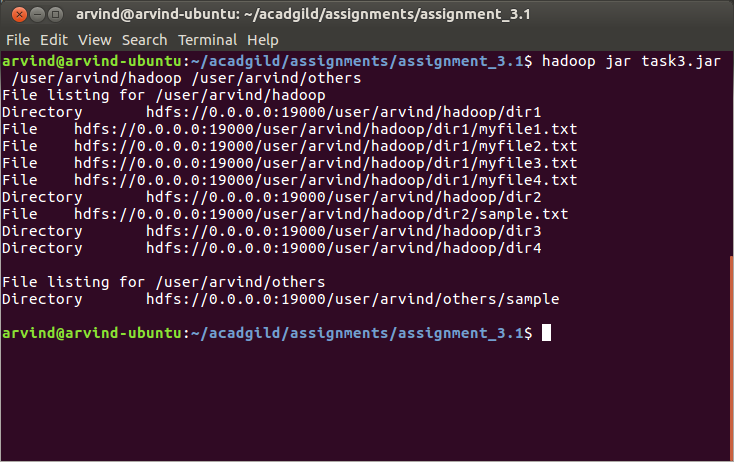 arvind@arvind-ubuntu: ~/acadgild/assignments/assignment_3.1
File Edit View Search Terminal Help
arvind@arvind-ubuntu:~/acadgild/assignments/assignment_3.1$ hadoop jar task3.jar
/user/arvind/hadoop /user/arvind/others
File listing for /user/arvind/hadoop
Directory hdfs://0.0.0.0:19000/user/arvind/hadoop/dir1
File hdfs://0.0.0.0:19000/user/arvind/hadoop/dir1/myfile1.txt
File hdfs://0.0.0.0:19000/user/arvind/hadoop/dir1/myfile2.txt
File hdfs://0.0.0.0:19000/user/arvind/hadoop/dir1/myfile3.txt
File hdfs://0.0.0.0:19000/user/arvind/hadoop/dir1/myfile4.txt
Directory hdfs://0.0.0.0:19000/user/arvind/hadoop/dir2
File hdfs://0.0.0.0:19000/user/arvind/hadoop/dir2/sample.txt
Directory hdfs://0.0.0.0:19000/user/arvind/hadoop/dir3
Directory hdfs://0.0.0.0:19000/user/arvind/hadoop/dir4
File listing for /user/arvind/others
Directory hdfs://0.0.0.0:19000/user/arvind/others/sample
arvind@arvind-ubuntu:~/acadgild/assignments/assignment_3.1$